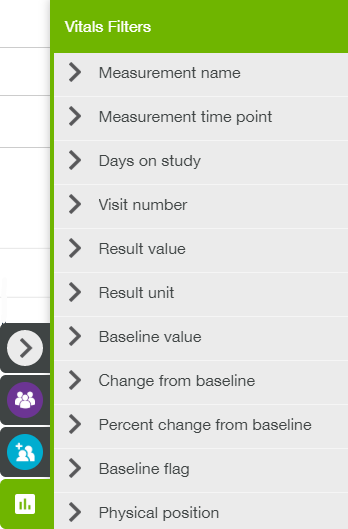 Vitals Filters
Measurement name
Measurement time point
Days on study
Visit number
Result value
Result unit
Baseline value
Change from baseline
Percent change from baseline
Baseline flag
Physical position